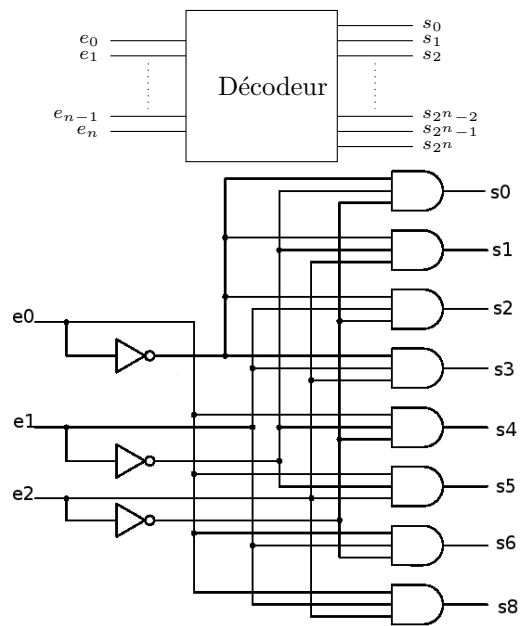 s₀
e₀ s₁
e₁ s₂
Décodeur
eₙ₋₁ s₂ⁿ₋₂
eₙ s₂ⁿ₋₁
s₂ⁿ
s0
s1
s2
e0
s3
e1
s4
s5
e2
s6
s8